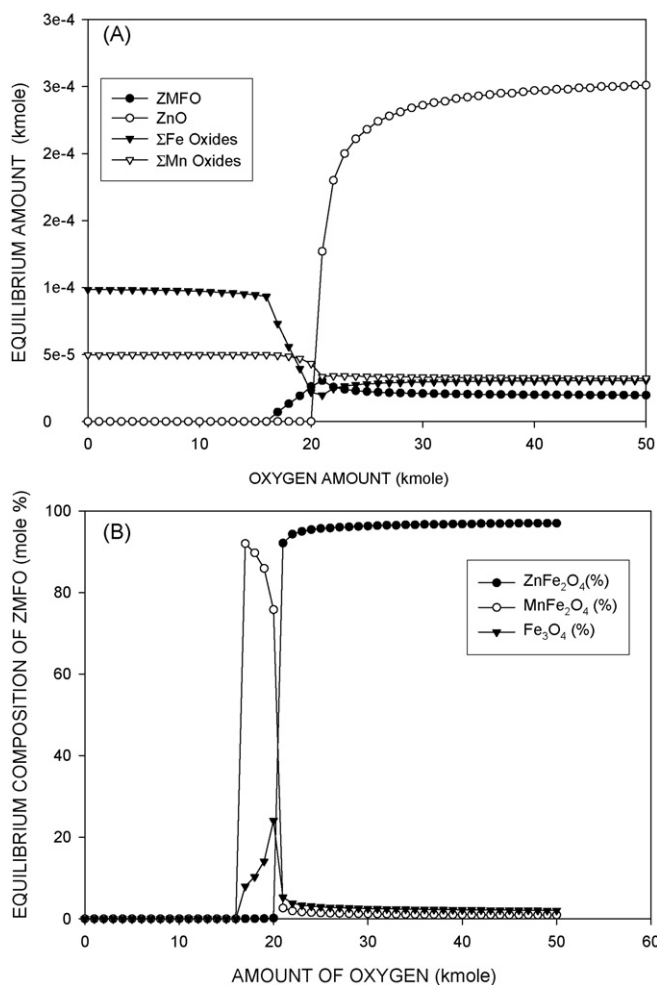 (A)
ZMFO
ZnO
ΣFe Oxides
ΣMn Oxides
3e-4
3e-4
2e-4
2e-4
1e-4
5e-5
0
EQUILIBRIUM AMOUNT (kmole)
0 10 20 30 40 50
OXYGEN AMOUNT (kmole)
(B)
ZnFe₂O₄(%)
MnFe₂O₄ (%)
Fe₃O₄ (%)
100
80
60
40
20
0
EQUILIBRIUM COMPOSITION OF ZMFO (mole %)
0 10 20 30 40 50 60
AMOUNT OF OXYGEN (kmole)